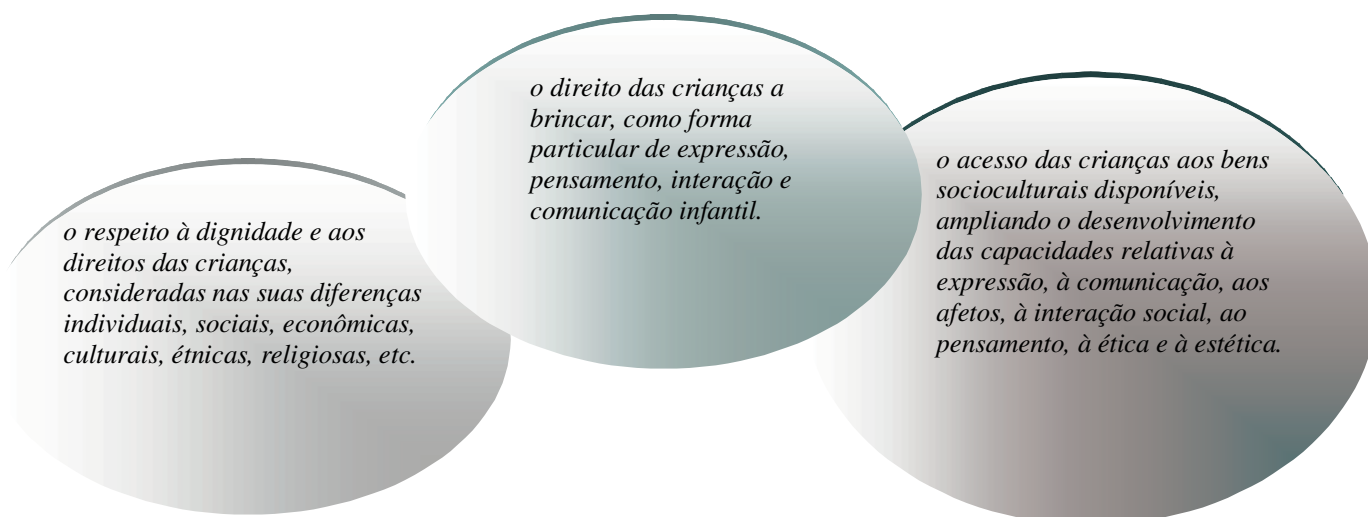 o respeito à dignidade e aos
direitos das crianças,
consideradas nas suas diferenças
individuais, sociais, econômicas,
culturais, étnicas, religiosas, etc.
o direito das crianças a
brincar, como forma
particular de expressão,
pensamento, interação e
comunicação infantil.
o acesso das crianças aos bens
socioculturais disponíveis,
ampliando o desenvolvimento
das capacidades relativas à
expressão, à comunicação, aos
afetos, à interação social, ao
pensamento, à ética e à estética.